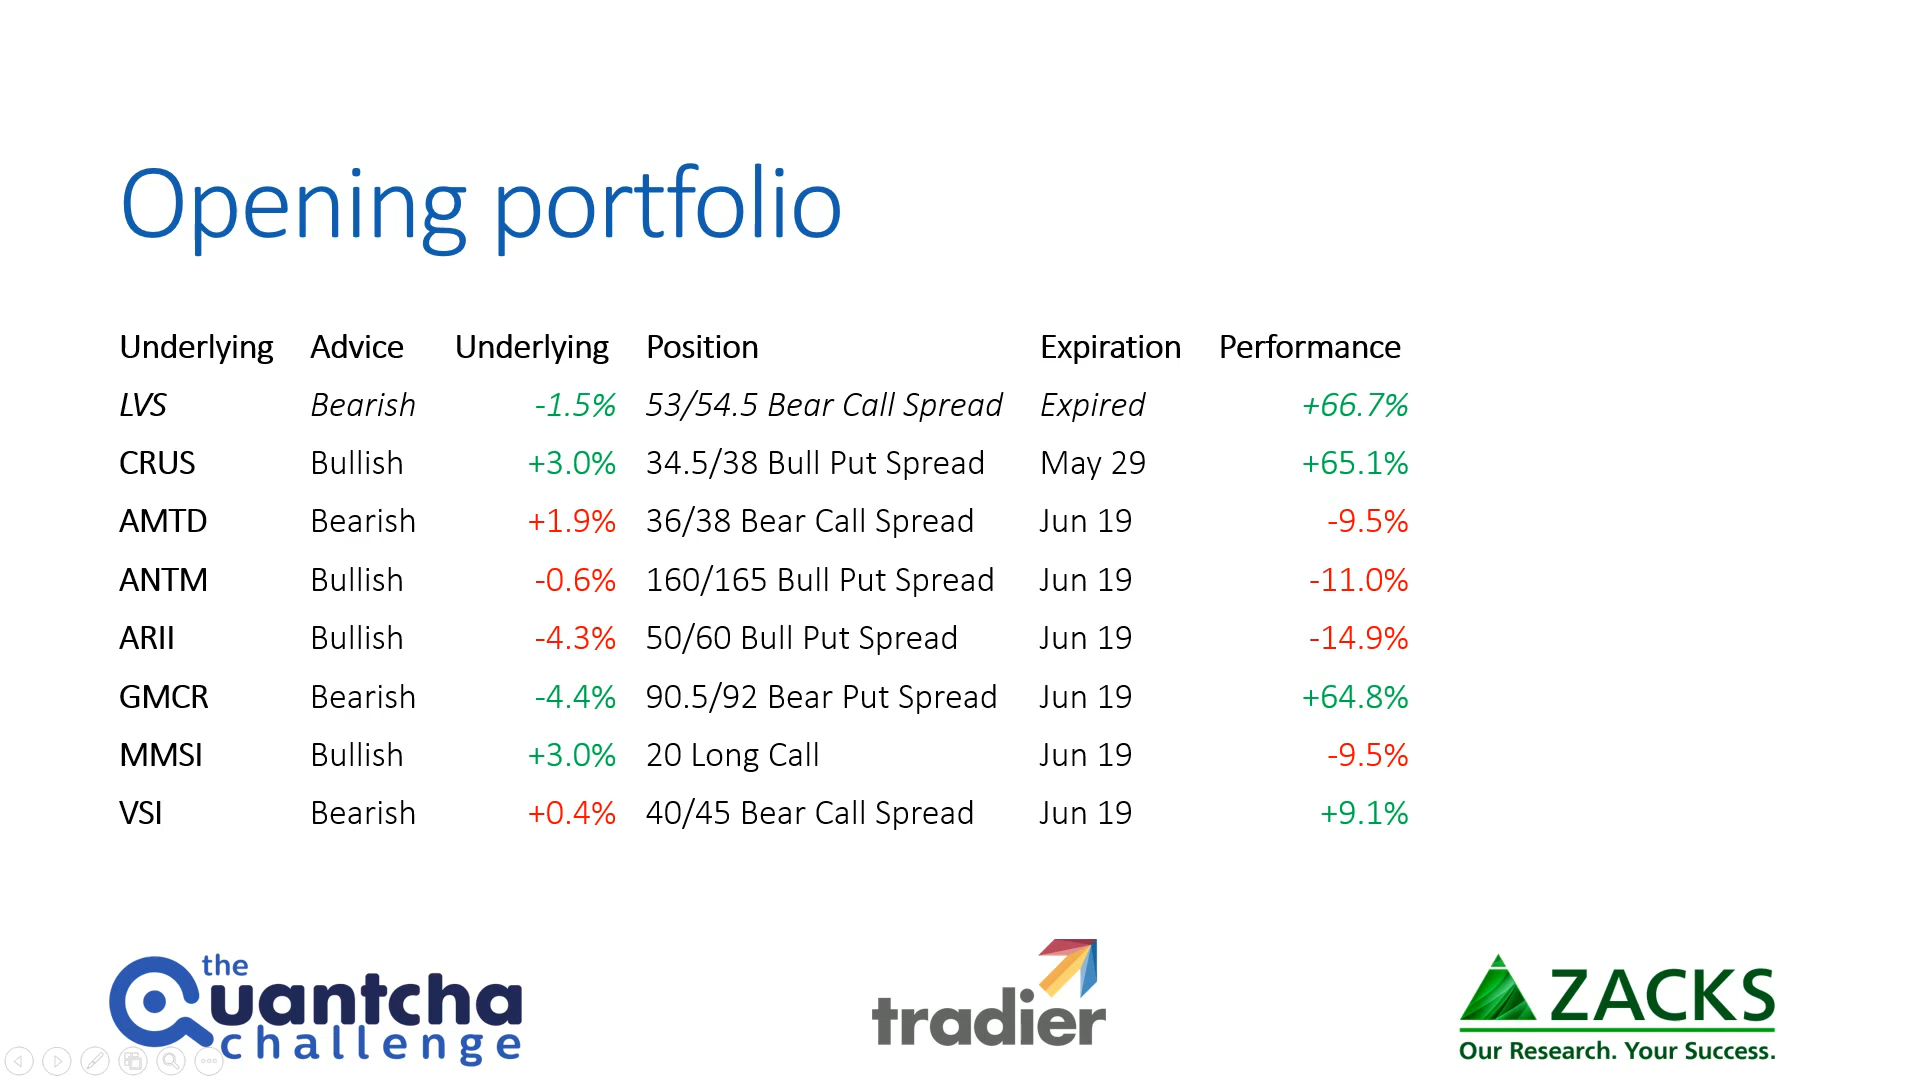 Opening portfolio
Underlying Advice Underlying Position Expiration Performance
LVS Bearish -1.5% 53/54.5 Bear Call Spread Expired +66.7%
CRUS Bullish +3.0% 34.5/38 Bull Put Spread May 29 +65.1%
AMTD Bearish +1.9% 36/38 Bear Call Spread Jun 19 -9.5%
ANTM Bullish -0.6% 160/165 Bull Put Spread Jun 19 -11.0%
ARII Bullish -4.3% 50/60 Bull Put Spread Jun 19 -14.9%
GMCR Bearish -4.4% 90.5/92 Bear Put Spread Jun 19 +64.8%
MMSI Bullish +3.0% 20 Long Call Jun 19 -9.5%
VSI Bearish +0.4% 40/45 Bear Call Spread Jun 19 +9.1%
the
Quantcha
challenge
tradier
ZACKS
Our Research. Your Success.